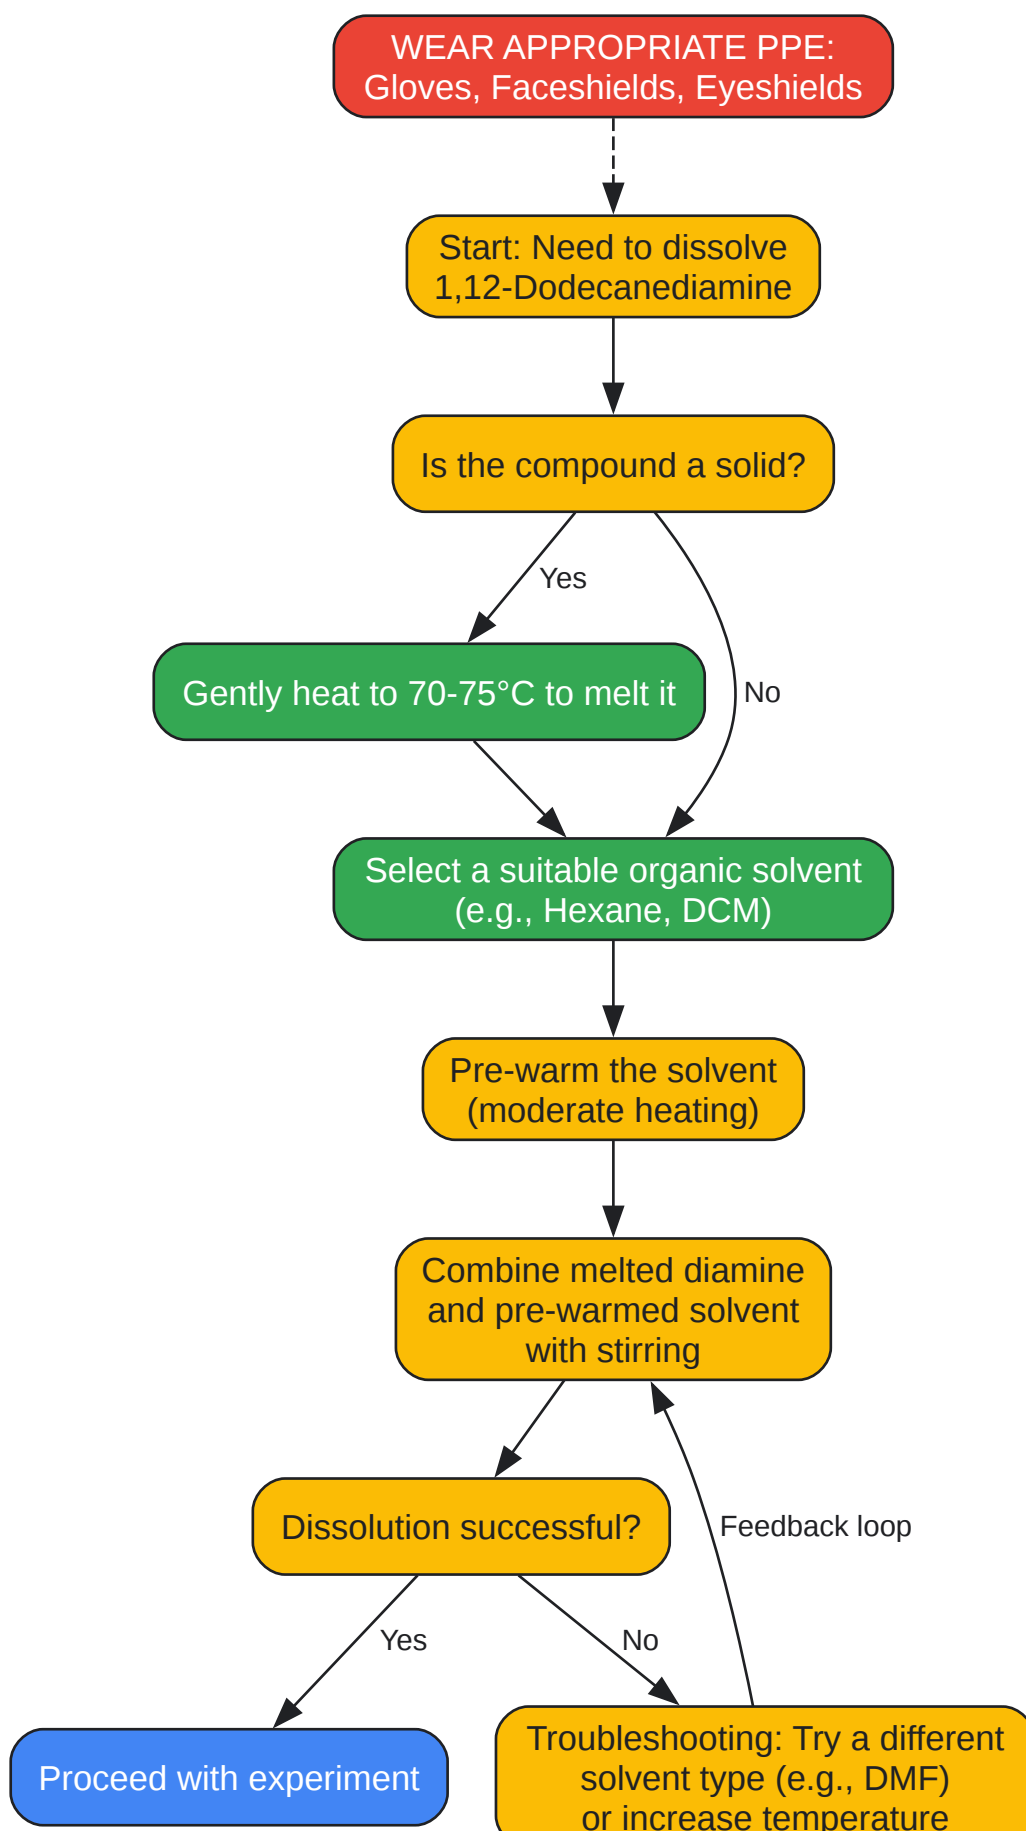 WEAR APPROPRIATE PPE:
Gloves, Faceshields, Eyeshields
Start: Need to dissolve
1,12-Dodecanediamine
Is the compound a solid?
Yes
No
Gently heat to 70-75°C to melt it
Select a suitable organic solvent
(e.g., Hexane, DCM)
Pre-warm the solvent
(moderate heating)
Combine melted diamine
and pre-warmed solvent
with stirring
Dissolution successful?
Feedback loop
Yes
No
Proceed with experiment
Troubleshooting: Try a different
solvent type (e.g., DMF)
or increase temperature